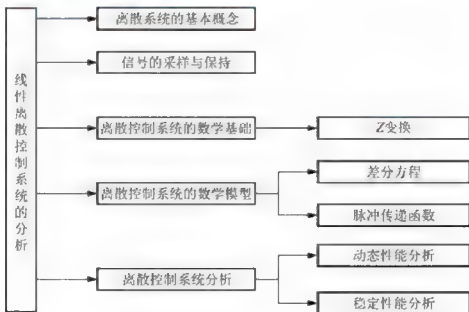 线性离散控制系统的分析
离散系统的基本概念
信号的采样与保持
离散控制系统的数学基础
Z变换
离散控制系统的数学模型
差分方程
脉冲传递函数
离散控制系统分析
动态性能分析
稳定性能分析